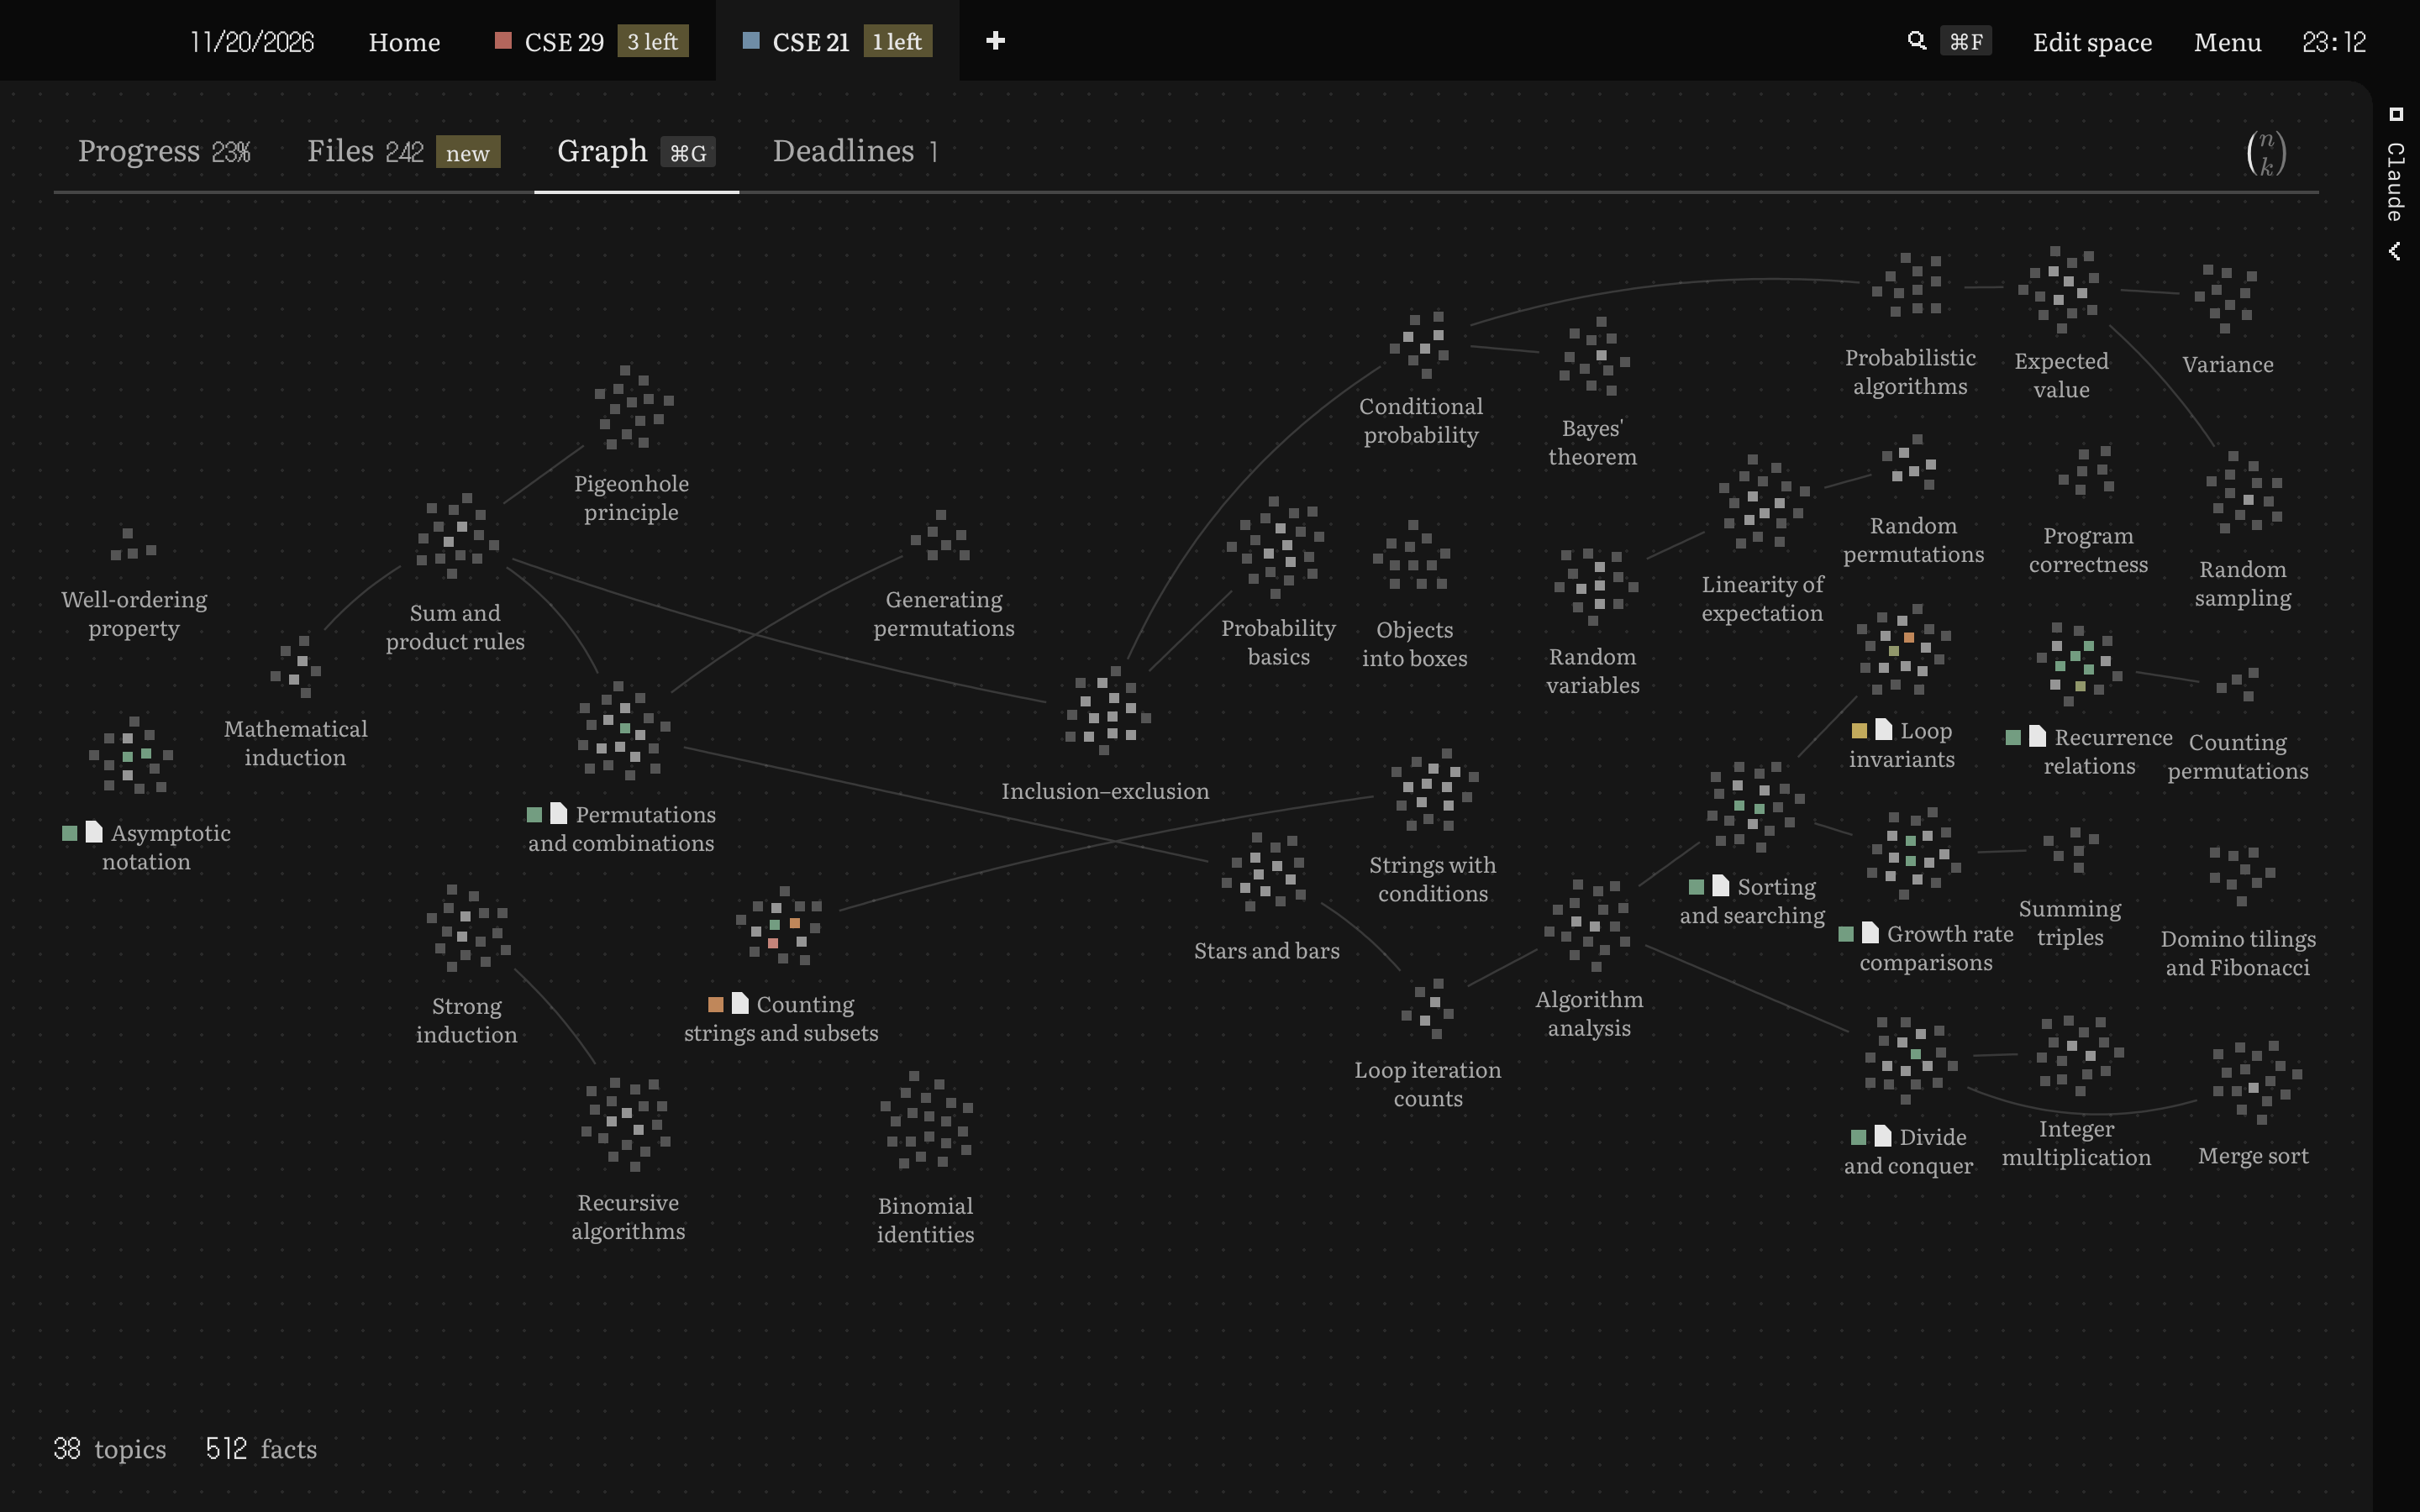 11/20/2026
Home
CSE 29
3 left
CSE 21
1 left
⌘F
Edit space
Menu
23:12
Claude
Progress 23%
Files 242
new
Graph
⌘G
Deadlines 1
(n
k)
Probabilistic
algorithms
Expected
value
Variance
Conditional
probability
Bayes'
theorem
Pigeonhole
principle
Random
permutations
Program
correctness
Random
sampling
Linearity of
expectation
Well-ordering
property
Sum and
product rules
Generating
permutations
Probability
basics
Objects
into boxes
Random
variables
Mathematical
induction
Loop
invariants
Recurrence
relations
Counting
permutations
Inclusion–exclusion
Asymptotic
notation
Permutations
and combinations
Strings with
conditions
Sorting
and searching
Stars and bars
Growth rate
comparisons
Summing
triples
Domino tilings
and Fibonacci
Strong
induction
Counting
strings and subsets
Algorithm
analysis
Loop iteration
counts
Divide
and conquer
Integer
multiplication
Merge sort
Recursive
algorithms
Binomial
identities
38 topics
512 facts